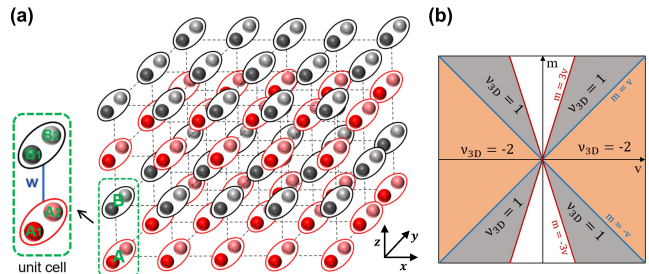 (a)
B₂
B₁
w
A₂
A₁
unit cell
B
A
z
y
x
(b)
m
m = 3v
m = v
ν₃D = 1
ν₃D = 1
ν₃D = -2
ν₃D = -2
v
ν₃D = 1
ν₃D = 1
m = -3v
m = -v